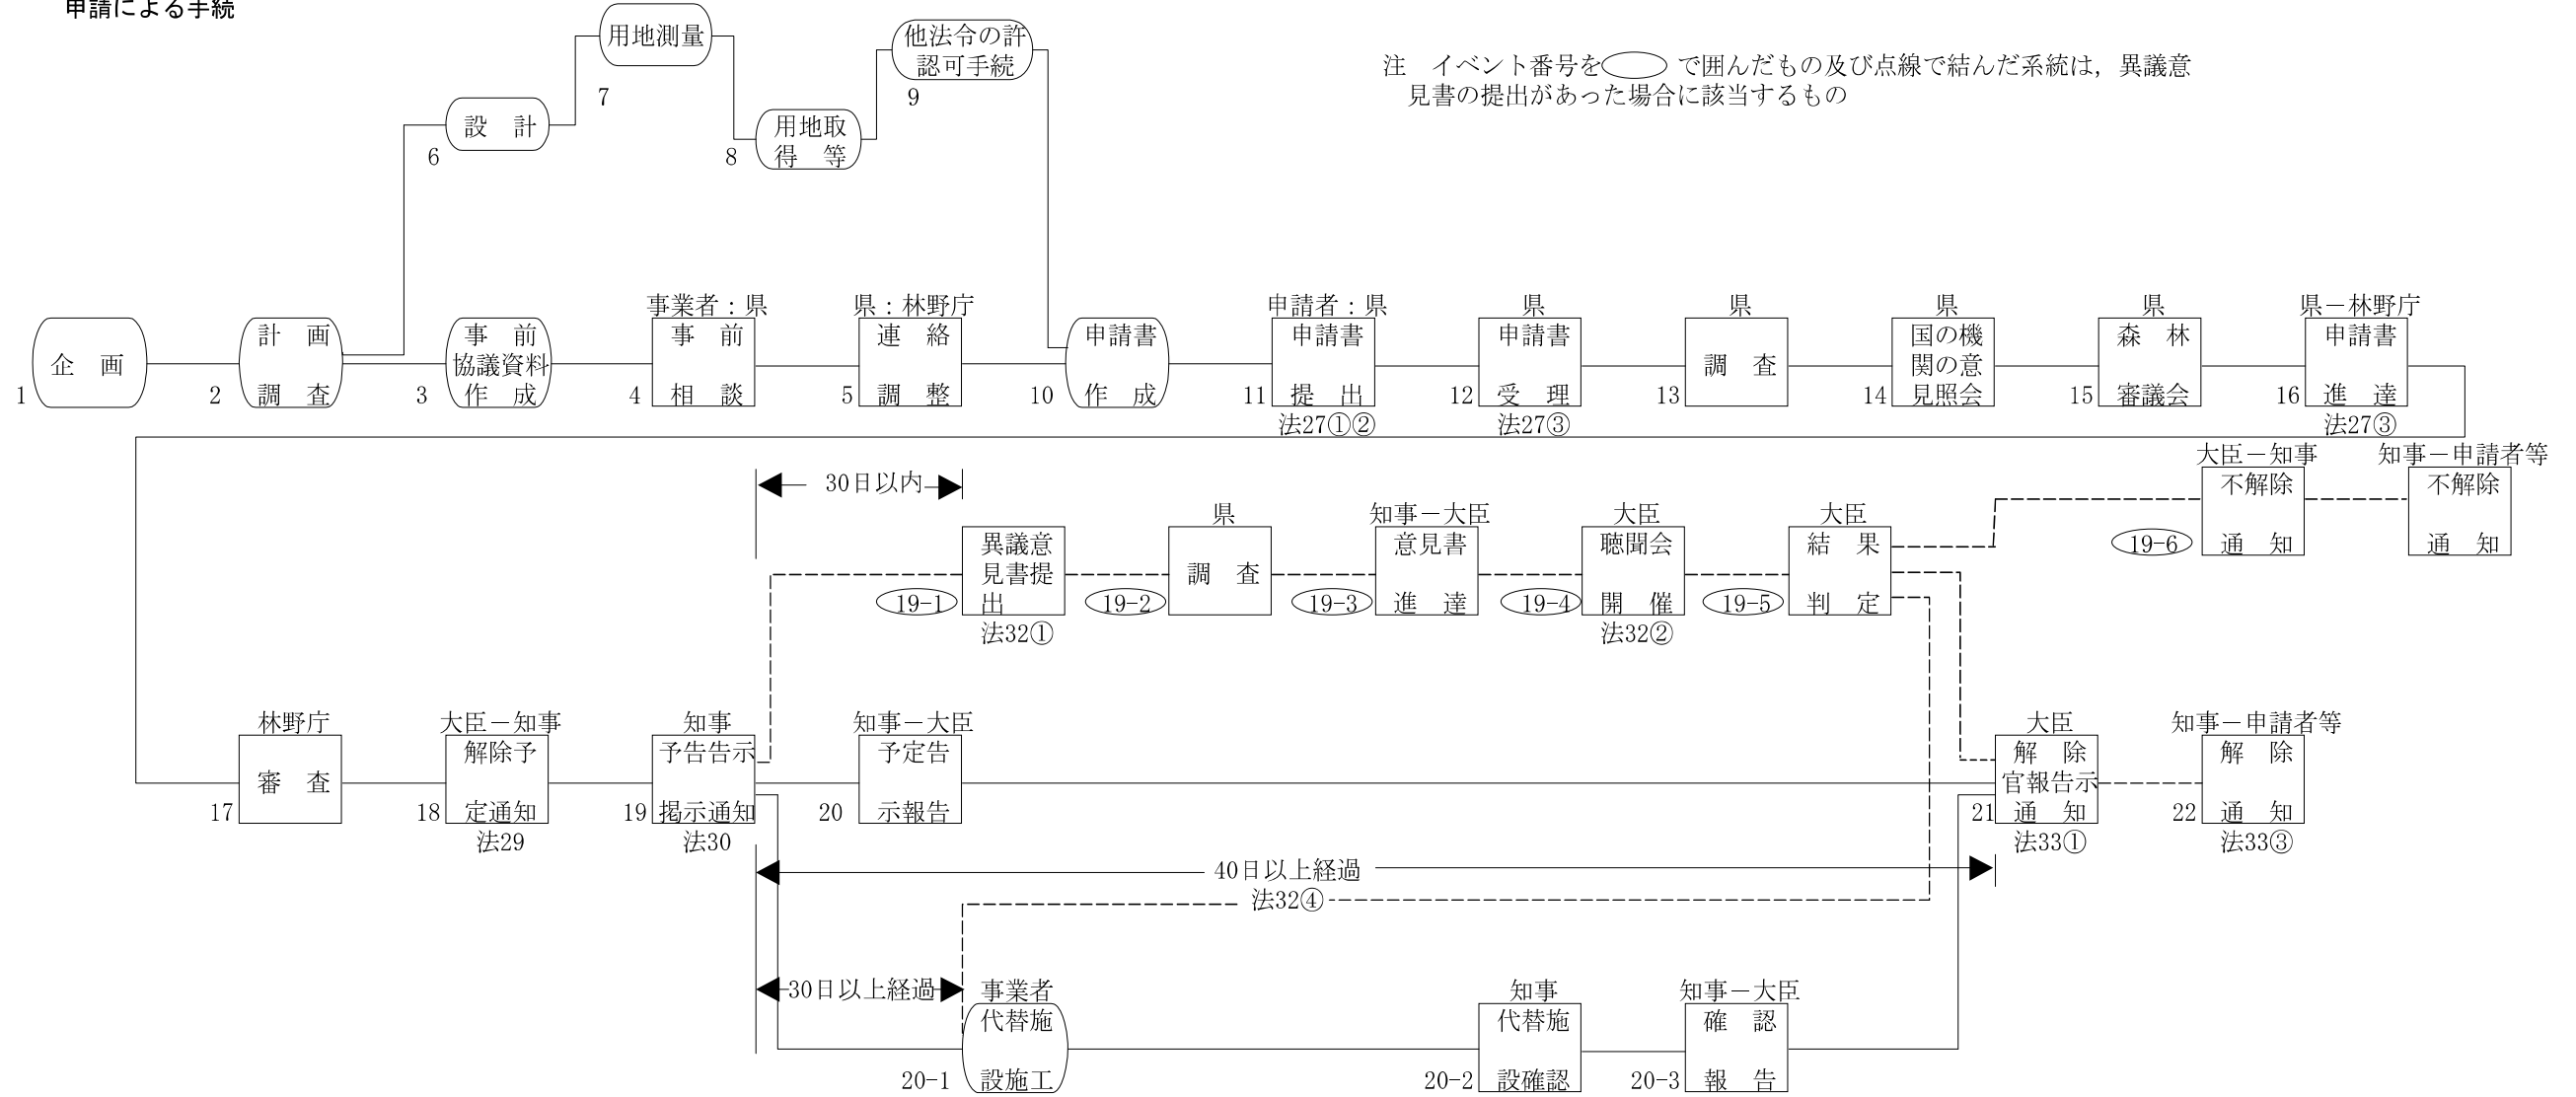 申請による手続
用地測量
7
他法令の許
認可手続
9
注　イベント番号を　　で囲んだもの及び点線で結んだ系統は，異議意
見書の提出があった場合に該当するもの
設　計
6
用地取
得　等
8
企　画
1
計　画
調　査
2
事　前
協議資料
作　成
3
事業者：県
事　前
相　談
4
県：林野庁
連　絡
調　整
5
申請書
作　成
10
申請者：県
申請書
提　出
11
法27①②
県
申請書
受　理
12
法27③
県
調　査
13
県
国の機
関の意
見照会
14
県
森　林
審議会
15
県－林野庁
申請書
進　達
16
法27③
30日以内
異議意
見書提
出
19-1
法32①
県
調　査
19-2
知事－大臣
意見書
進　達
19-3
大臣
聴聞会
開　催
19-4
法32②
大臣
結　果
判　定
19-5
大臣－知事
不解除
通　知
19-6
知事－申請者等
不解除
通　知
林野庁
審　査
17
大臣－知事
解除予
定通知
18
法29
知事
予告告示
掲示通知
19
法30
知事－大臣
予定告
示報告
20
大臣
解　除
官報告示
通　知
21
法33①
知事－申請者等
解　除
通　知
22
法33③
40日以上経過
法32④
30日以上経過
事業者
代替施
設施工
20-1
知事
代替施
設確認
20-2
知事－大臣
確　認
報　告
20-3